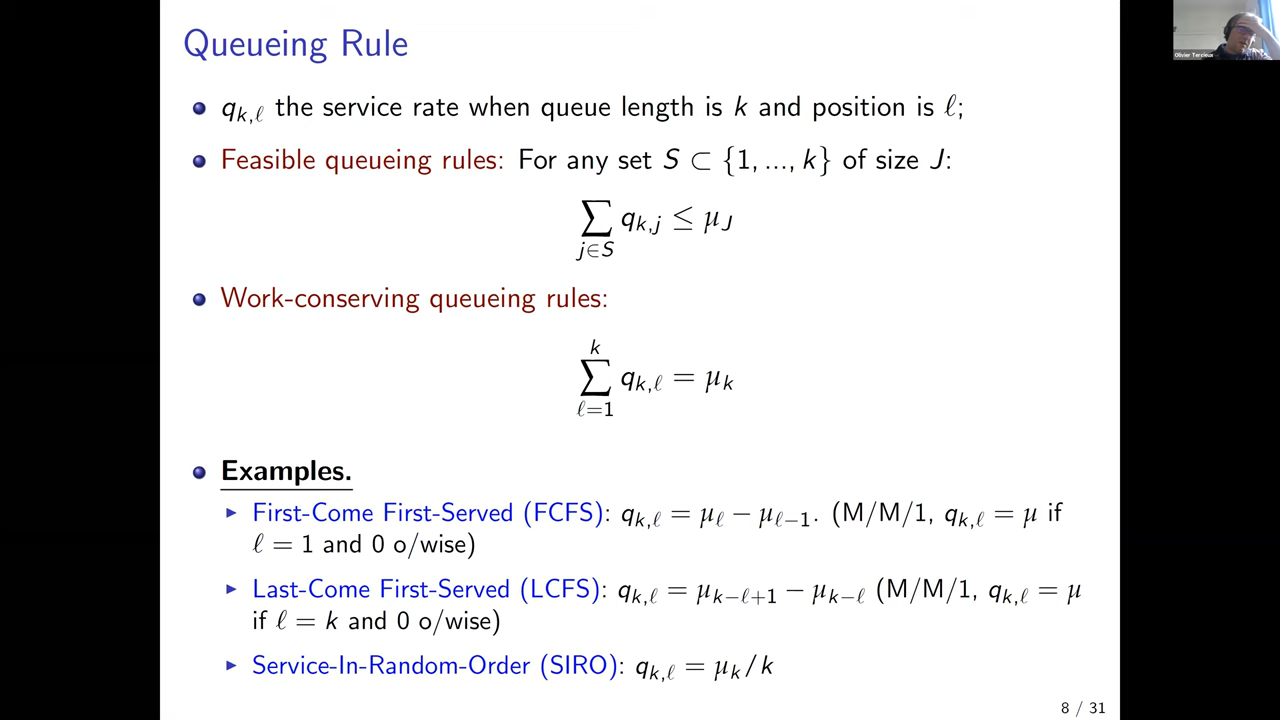 Queueing Rule
q_{k,ℓ} the service rate when queue length is k and position is ℓ;
Feasible queueing rules: For any set S ⊂ {1, ..., k} of size J:
∑_{j∈S} q_{k,j} ≤ μ_J
Work-conserving queueing rules:
∑_{ℓ=1}^{k} q_{k,ℓ} = μ_k
Examples.
First-Come First-Served (FCFS): q_{k,ℓ} = μ_ℓ − μ_{ℓ−1}. (M/M/1, q_{k,ℓ} = μ if
ℓ = 1 and 0 o/wise)
Last-Come First-Served (LCFS): q_{k,ℓ} = μ_{k−ℓ+1} − μ_{k−ℓ} (M/M/1, q_{k,ℓ} = μ
if ℓ = k and 0 o/wise)
Service-In-Random-Order (SIRO): q_{k,ℓ} = μ_k/k
8 / 31
Olivier Tercieux